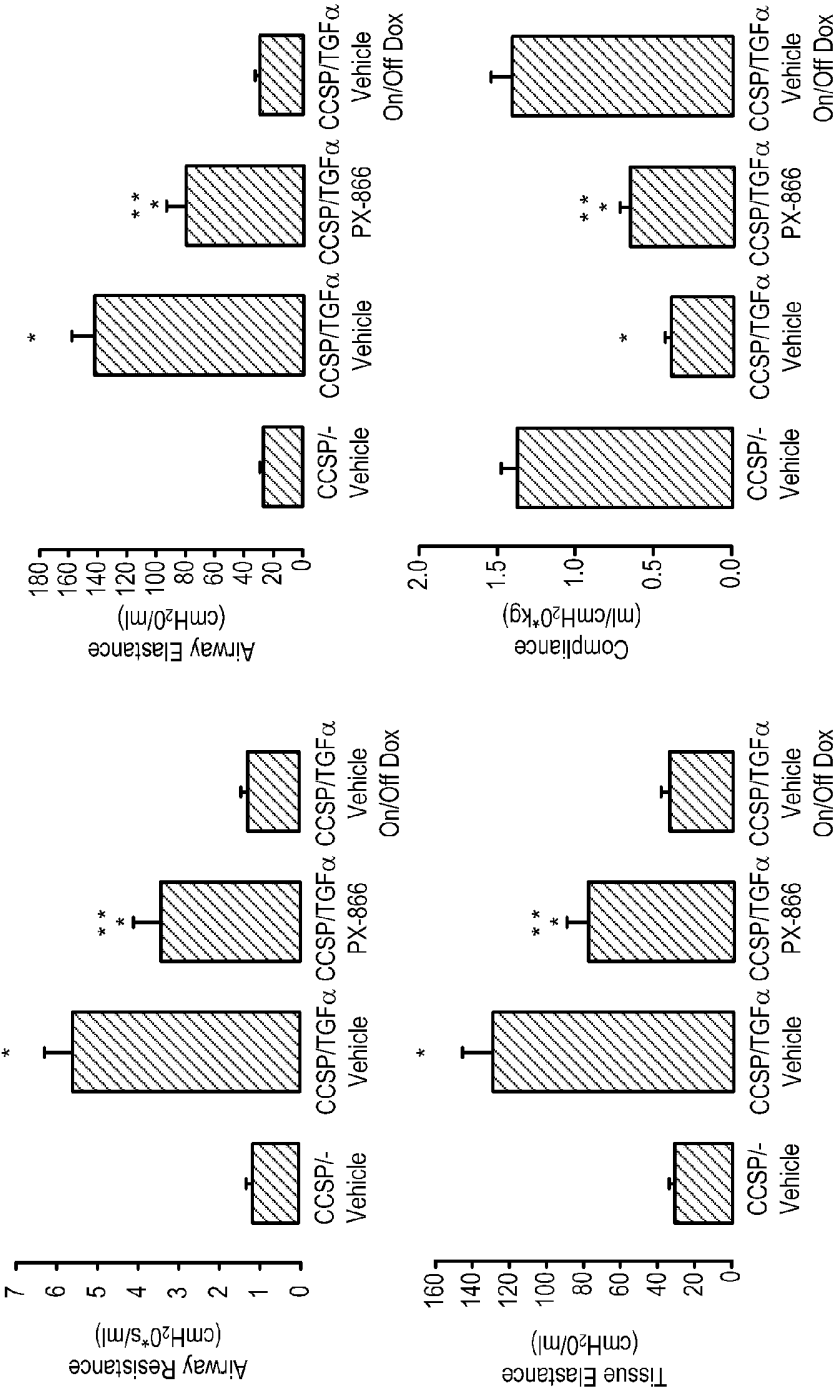 7
6
5
4
3
2
1
0
Airway Resistance
(cmH₂0*s/ml)
*
* *
*
CCSP/-
Vehicle
CCSP/TGFα
Vehicle
CCSP/TGFα
PX-866
CCSP/TGFα
Vehicle
On/Off Dox
180
160
140
120
100
80
60
40
20
0
Airway Elastance
(cmH₂0/ml)
*
* *
*
CCSP/-
Vehicle
CCSP/TGFα
Vehicle
CCSP/TGFα
PX-866
CCSP/TGFα
Vehicle
On/Off Dox
160
140
120
100
80
60
40
20
0
Tissue Elastance
(cmH₂0/ml)
*
* *
*
CCSP/-
Vehicle
CCSP/TGFα
Vehicle
CCSP/TGFα
PX-866
CCSP/TGFα
Vehicle
On/Off Dox
2.0
1.5
1.0
0.5
0.0
Compliance
(ml/cmH₂0*kg)
*
* *
*
CCSP/-
Vehicle
CCSP/TGFα
Vehicle
CCSP/TGFα
PX-866
CCSP/TGFα
Vehicle
On/Off Dox